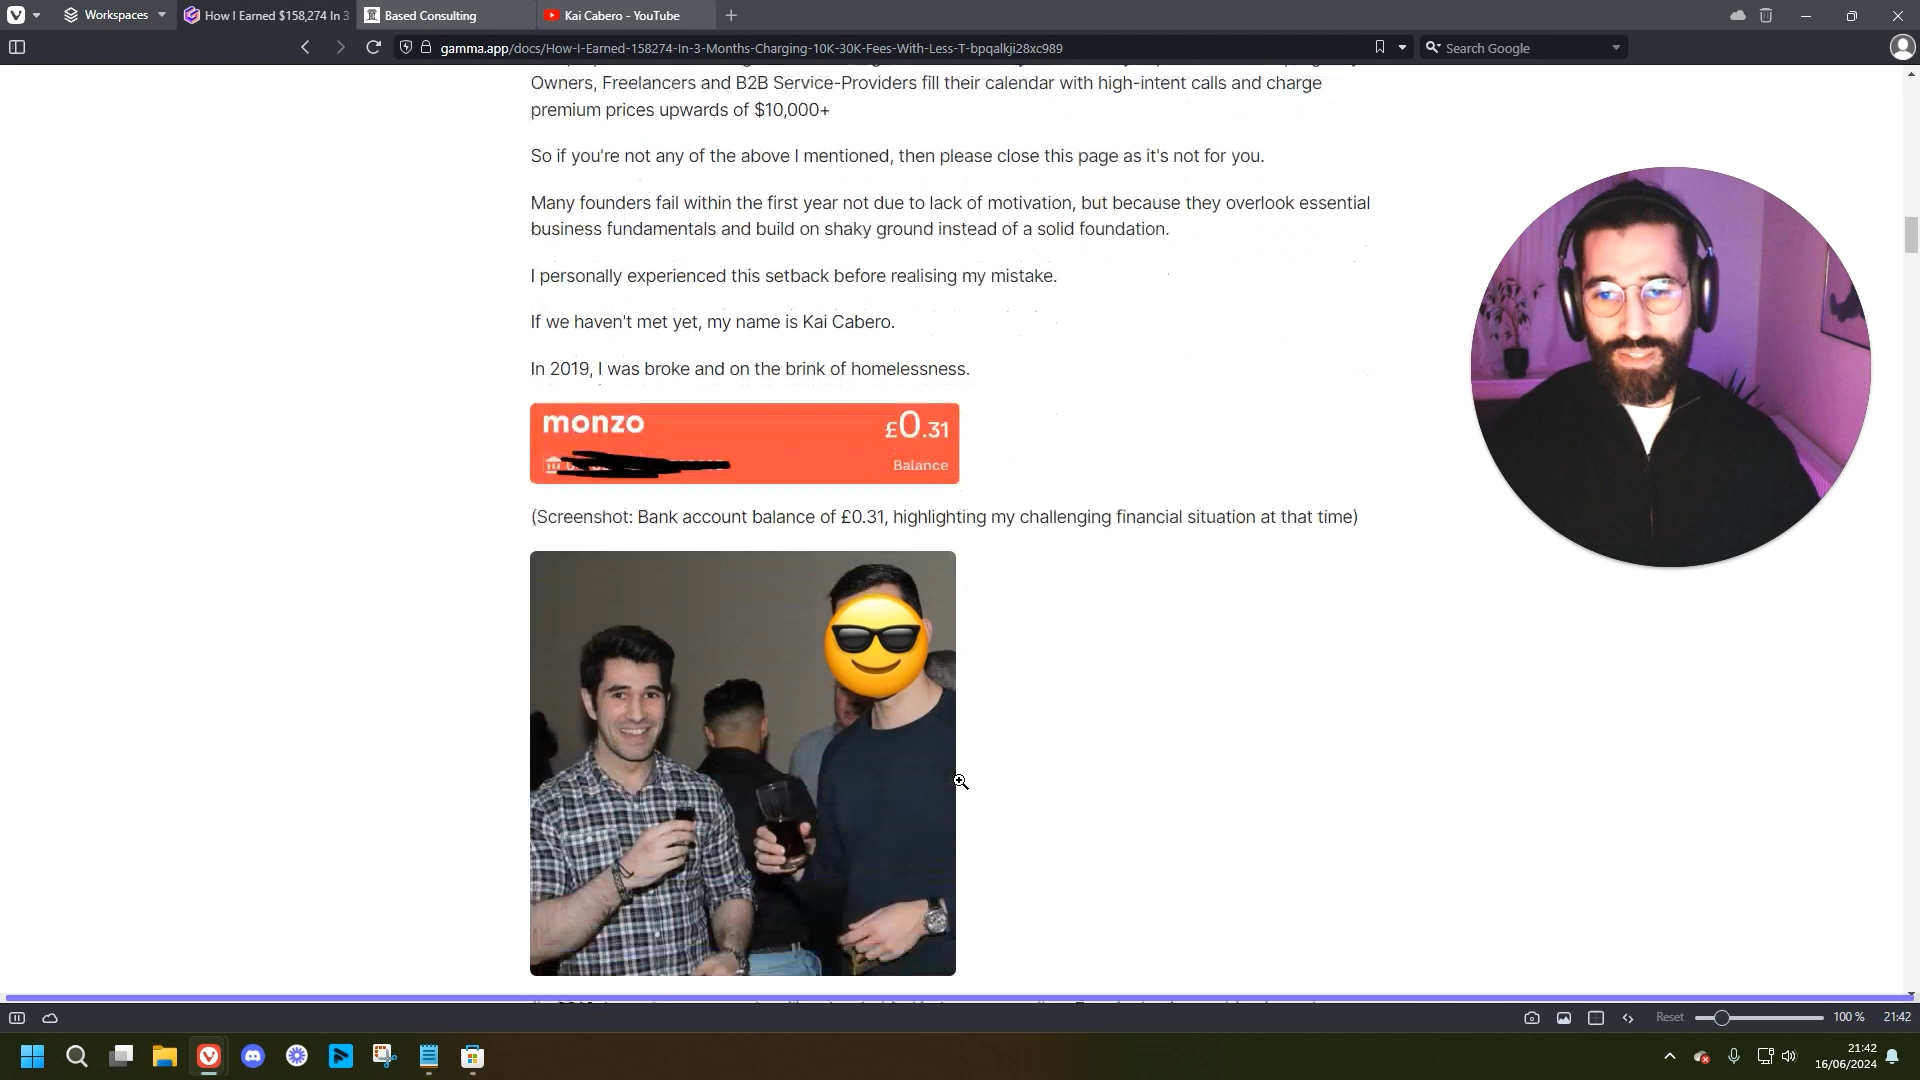 Workspaces
How I Earned $158,274 In 3
Based Consulting
Kai Cabero - YouTube
gamma.app/docs/How-I-Earned-158274-In-3-Months-Charging-10K-30K-Fees-With-Less-T-bpqalkji28xc989
Search Google
Owners, Freelancers and B2B Service-Providers fill their calendar with high-intent calls and charge
premium prices upwards of $10,000+
So if you're not any of the above I mentioned, then please close this page as it's not for you.
Many founders fail within the first year not due to lack of motivation, but because they overlook essential
business fundamentals and build on shaky ground instead of a solid foundation.
I personally experienced this setback before realising my mistake.
If we haven't met yet, my name is Kai Cabero.
In 2019, I was broke and on the brink of homelessness.
monzo
£0.31
Balance
(Screenshot: Bank account balance of £0.31, highlighting my challenging financial situation at that time)
Reset
100 %
21:42
21:42
16/06/2024